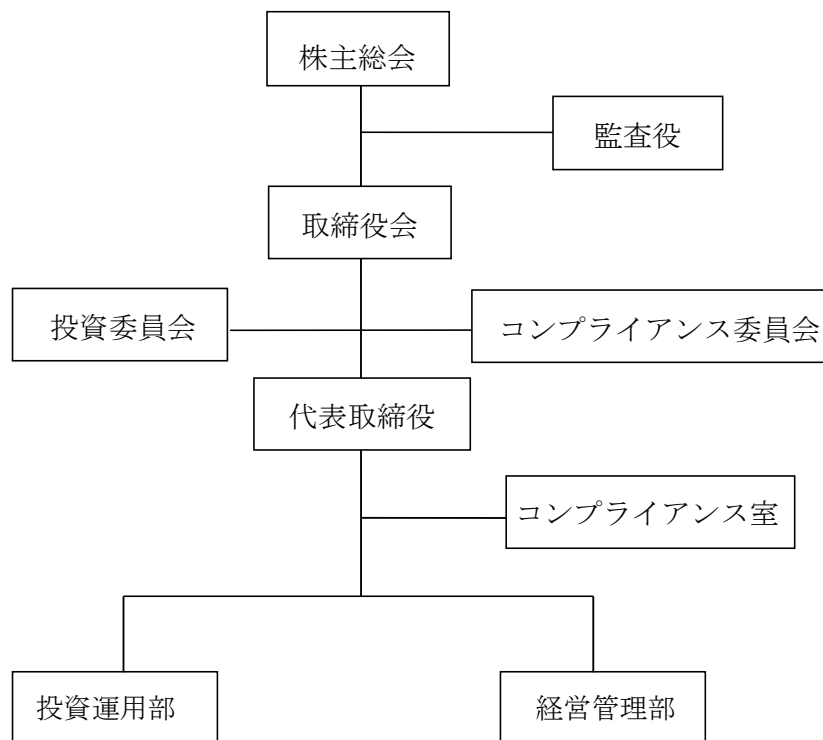 株主総会
監査役
取締役会
投資委員会
コンプライアンス委員会
代表取締役
コンプライアンス室
投資運用部
経営管理部